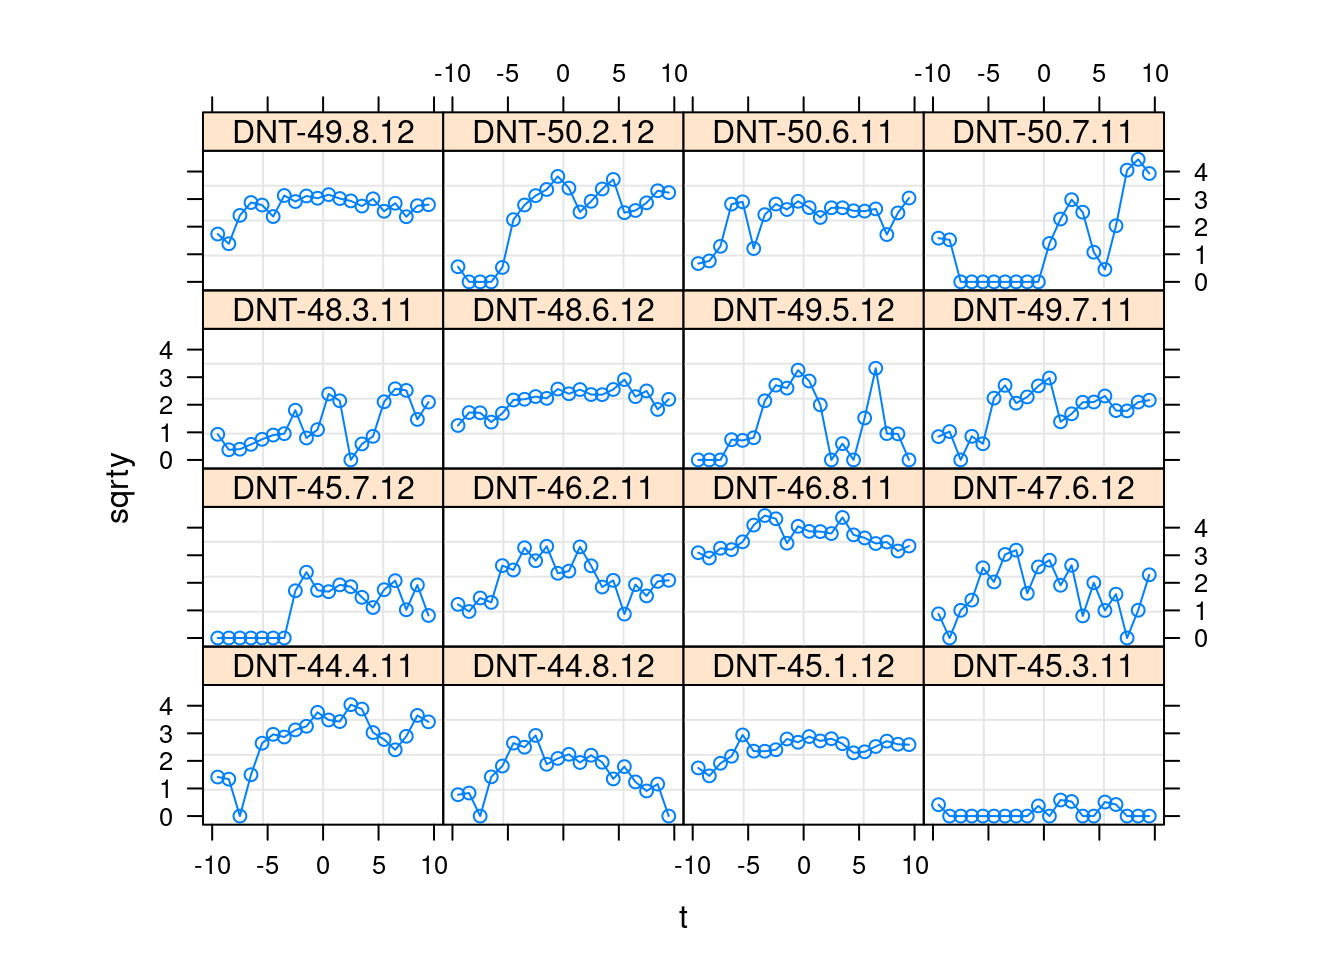 -10 -5 0 5 10 -10 -5 0 5 10
DNT-49.8.12 DNT-50.2.12 DNT-50.6.11 DNT-50.7.11
4
3
2
1
0
DNT-48.3.11 DNT-48.6.12 DNT-49.5.12 DNT-49.7.11
4
3
2
1
0
sqrty
DNT-45.7.12 DNT-46.2.11 DNT-46.8.11 DNT-47.6.12
4
3
2
1
0
DNT-44.4.11 DNT-44.8.12 DNT-45.1.12 DNT-45.3.11
4
3
2
1
0
-10 -5 0 5 10 -10 -5 0 5 10
t